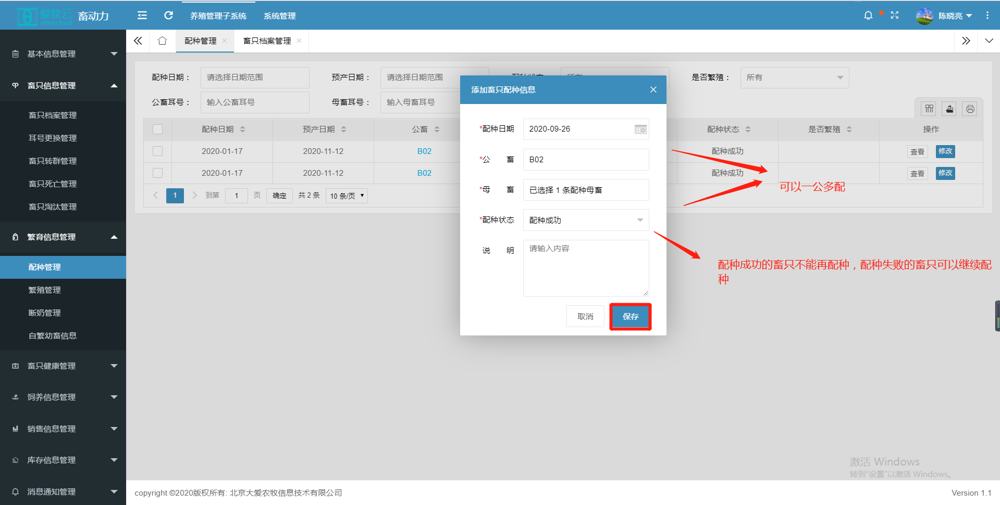 爱牧云
amorcloud
畜动力
养殖管理子系统
系统管理
陈晓亮
基本信息管理
畜只信息管理
畜只档案管理
耳号更换管理
畜只转群管理
畜只死亡管理
畜只淘汰管理
繁育信息管理
配种管理
繁殖管理
断奶管理
自繁幼畜信息
畜只健康管理
饲养信息管理
销售信息管理
库存信息管理
消息通知管理
配种管理
畜只档案管理
配种日期：
请选择日期范围
预产日期：
请选择日期范围
是否繁殖：
所有
公畜耳号：
输入公畜耳号
母畜耳号：
输入母畜耳号
配种日期 预产日期 公畜 配种状态 是否繁殖 操作
2020-01-17 2020-11-12 B02 配种成功 查看 修改
2020-01-17 2020-11-12 B02 配种成功 查看 修改
1 到第 1 页 确定 共 2 条 10 条/页
添加畜只配种信息
*配种日期 2020-09-26
*公 畜 B02
*母 畜 已选择 1 条配种母畜
*配种状态 配种成功
说 明 请输入内容
取消
保存
可以一公多配
配种成功的畜只不能再配种，配种失败的畜只可以继续配
种
激活 Windows
转到"设置"以激活 Windows。
copyright ©2020版权所有: 北京大爱农牧信息技术有限公司
Version 1.1